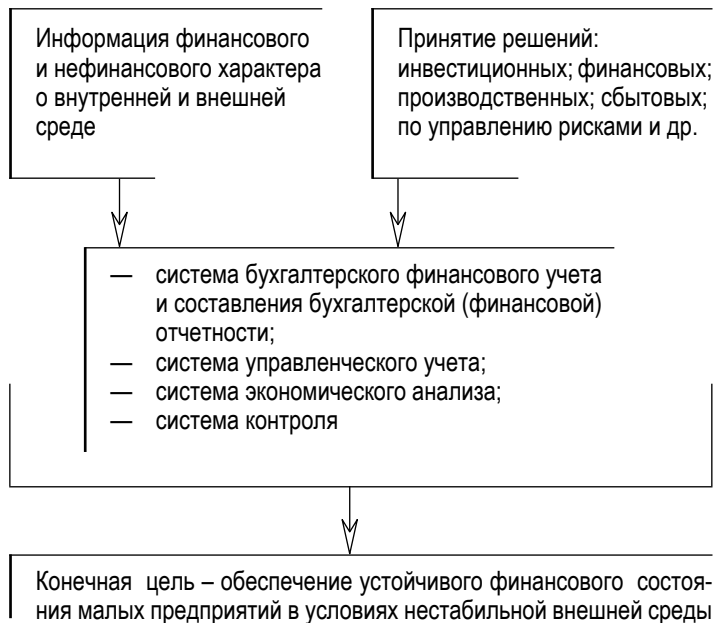 Информация финансового
и нефинансового характера
о внутренней и внешней
среде
Принятие решений:
инвестиционных; финансовых;
производственных; сбытовых;
по управлению рисками и др.
— система бухгалтерского финансового учета
и составления бухгалтерской (финансовой)
отчетности;
— система управленческого учета;
— система экономического анализа;
— система контроля
Конечная цель – обеспечение устойчивого финансового состоя-
ния малых предприятий в условиях нестабильной внешней среды